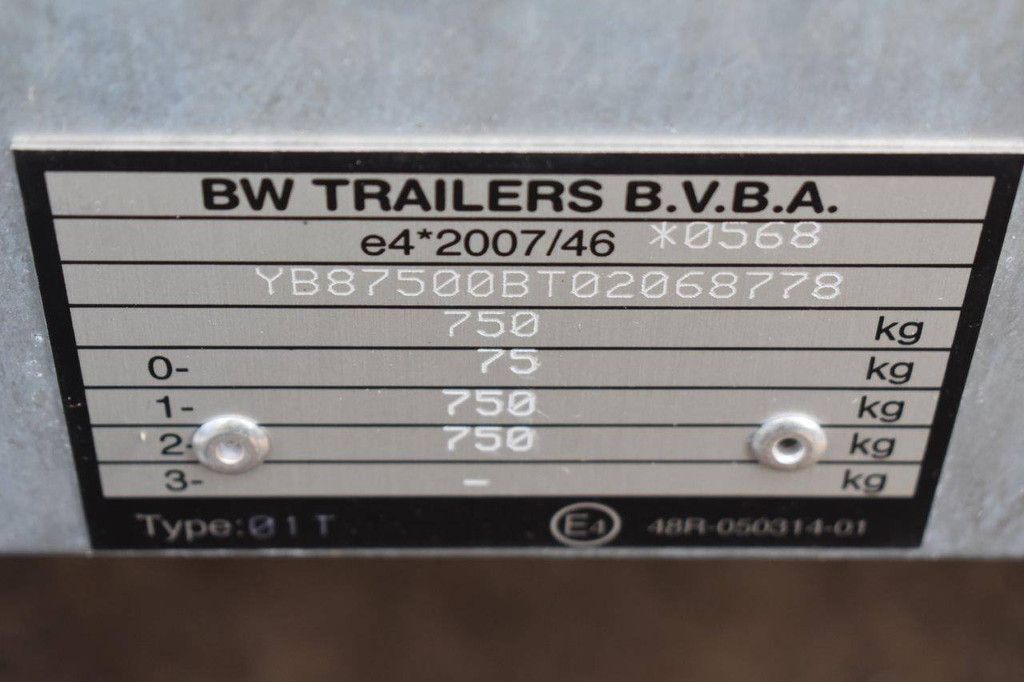 BW TRAILERS B.V.B.A.
e4*2007/46 *0568
YB87500BT02068778
750 kg
0- 75 kg
1- 750 kg
2- 750 kg
3- - kg
Type: 01T E4 48R-050314-01